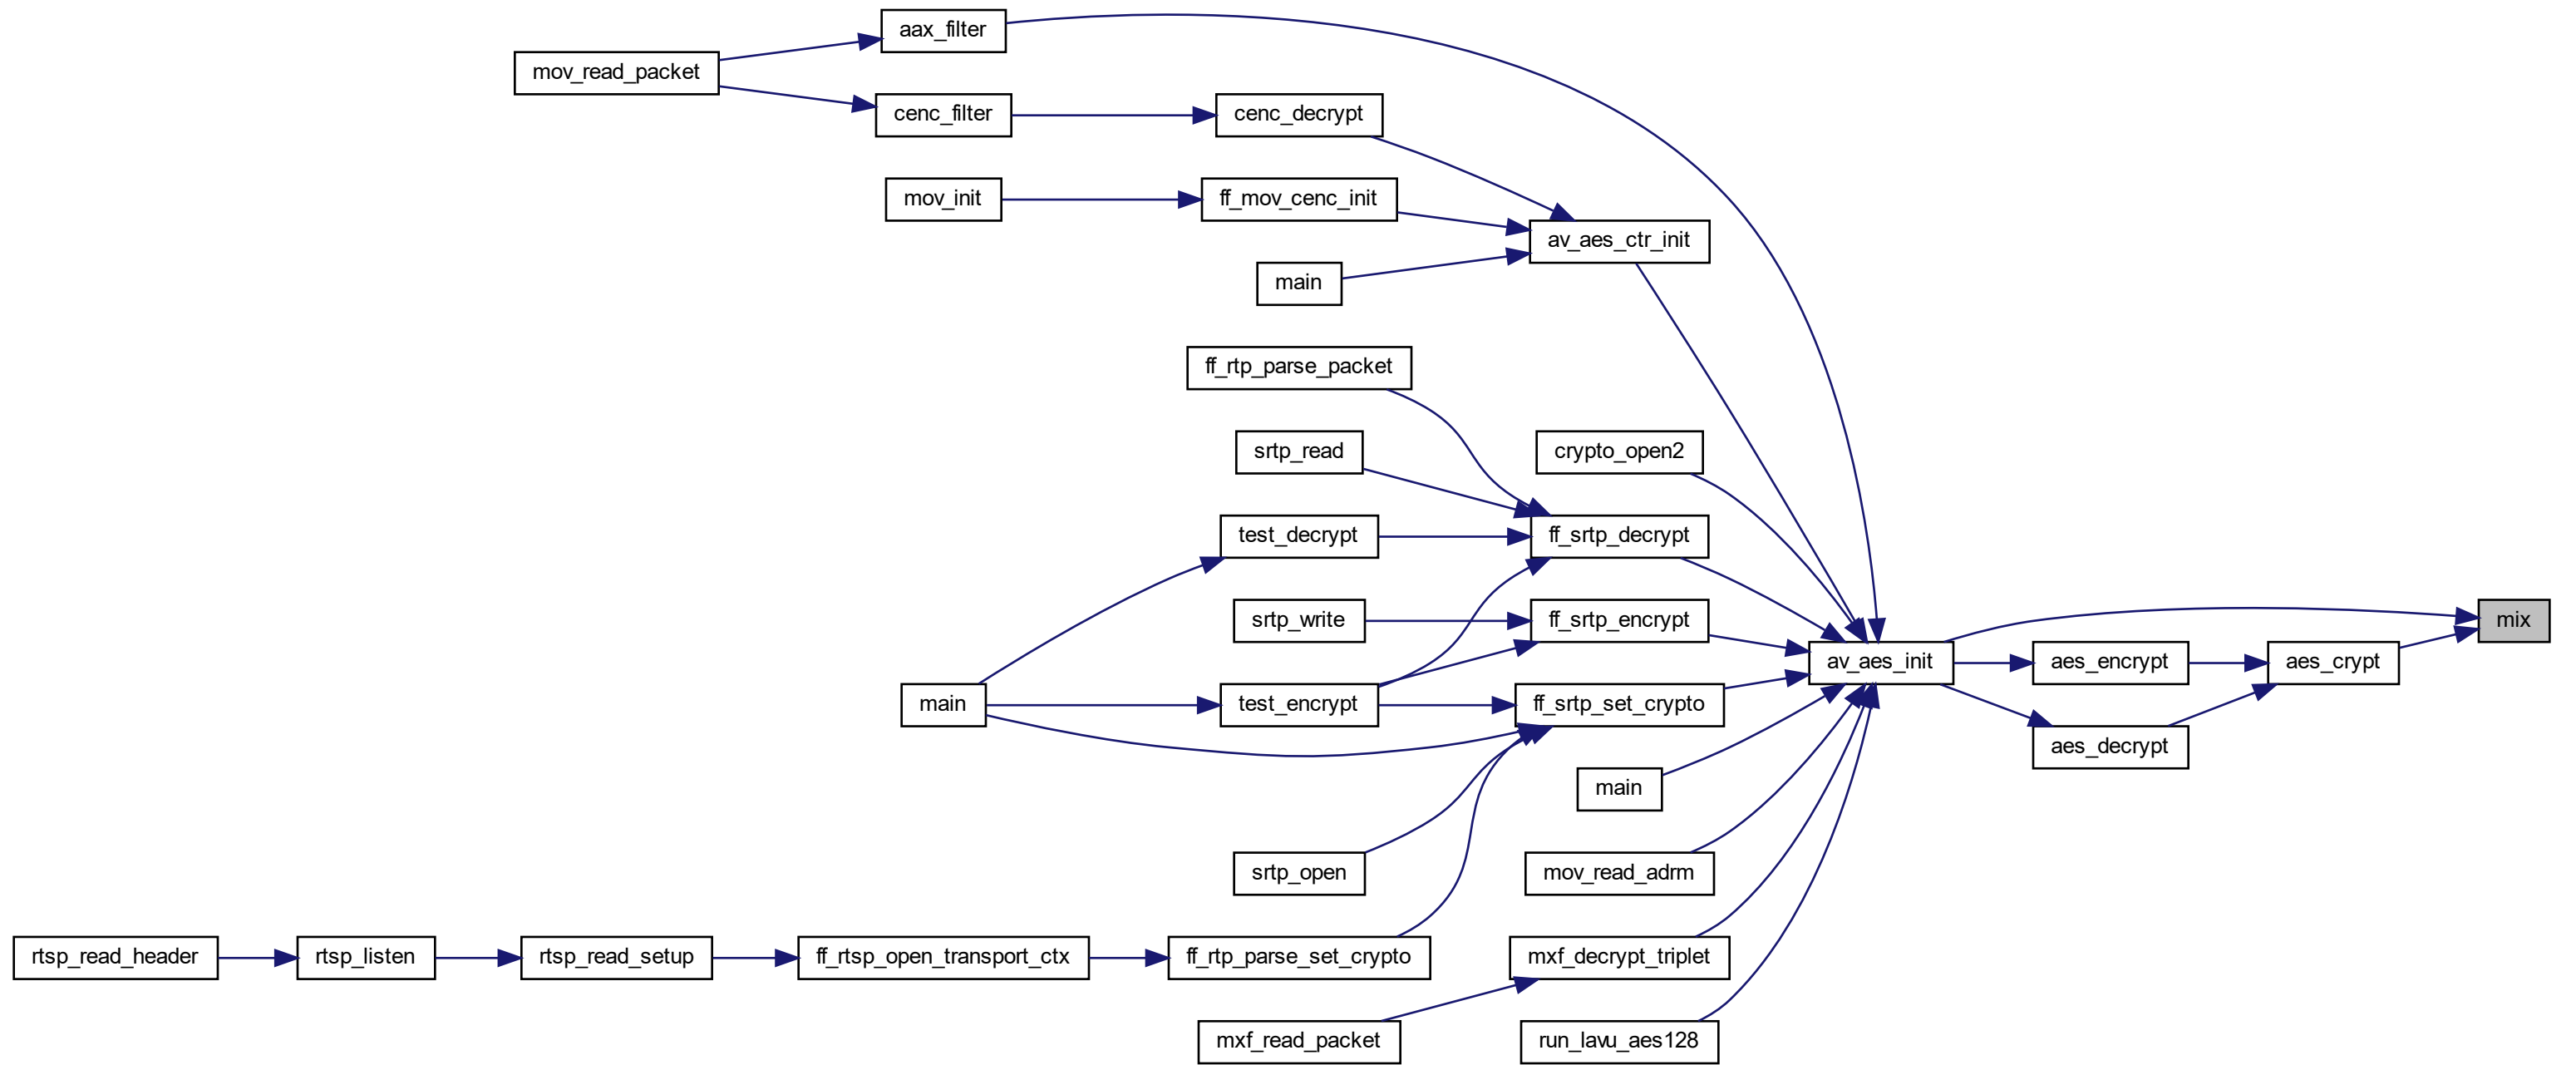 aax_filter
mov_read_packet
cenc_filter
cenc_decrypt
mov_init
ff_mov_cenc_init
av_aes_ctr_init
main
ff_rtp_parse_packet
srtp_read
crypto_open2
test_decrypt
ff_srtp_decrypt
srtp_write
ff_srtp_encrypt
mix
av_aes_init
aes_encrypt
aes_crypt
main
test_encrypt
ff_srtp_set_crypto
aes_decrypt
main
srtp_open
mov_read_adrm
rtsp_read_header
rtsp_listen
rtsp_read_setup
ff_rtsp_open_transport_ctx
ff_rtp_parse_set_crypto
mxf_decrypt_triplet
mxf_read_packet
run_lavu_aes128